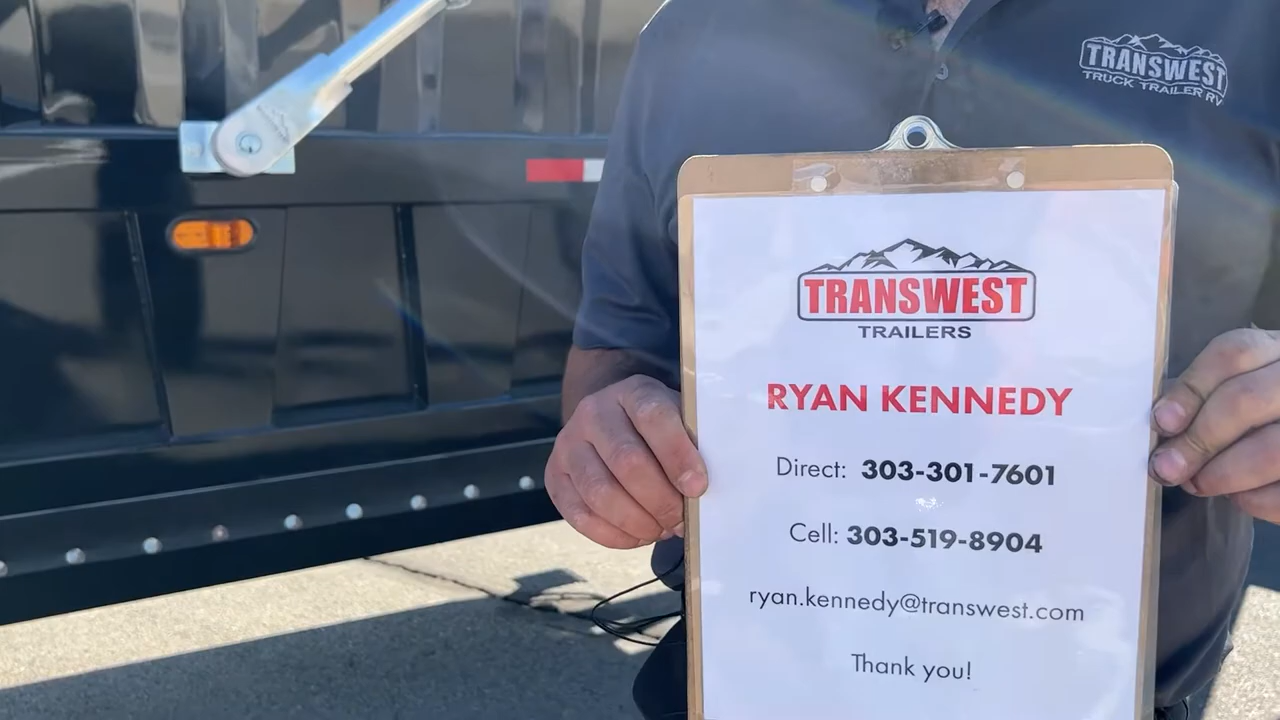 TRANSWEST
TRUCK TRAILER RV
TRANSWEST
TRAILERS
RYAN KENNEDY
Direct: 303-301-7601
Cell: 303-519-8904
ryan.kennedy@transwest.com
Thank you!